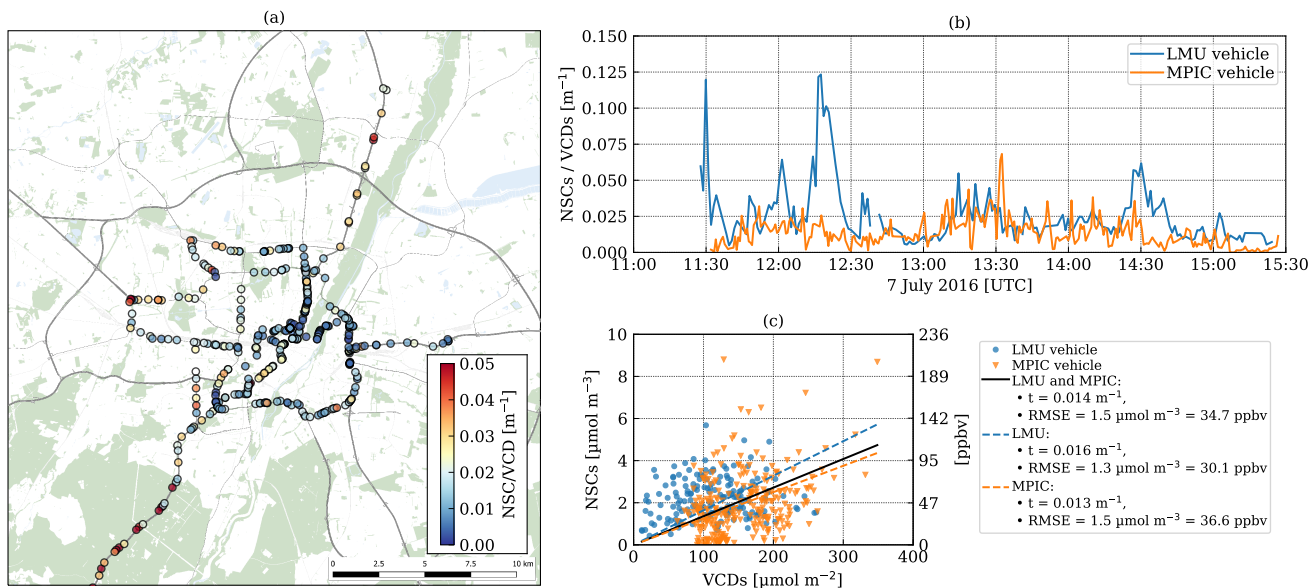 (a)
0.05
0.04
0.03
0.02
0.01
0.00
NSC/VCD [m⁻¹]
0 2.5 5 7.5 10 km
(b)
0.150
0.125
0.100
0.075
0.050
0.025
0.000
NSCs / VCDs [m⁻¹]
LMU vehicle
MPIC vehicle
11:00 11:30 12:00 12:30 13:00 13:30 14:00 14:30 15:00 15:30
7 July 2016 [UTC]
(c)
10
8
6
4
2
0
NSCs [µmol m⁻³]
236
189
142
95
47
0
[ppbv]
0 100 200 300 400
VCDs [µmol m⁻²]
LMU vehicle
MPIC vehicle
LMU and MPIC:
• t = 0.014 m⁻¹,
• RMSE = 1.5 µmol m⁻³ = 34.7 ppbv
LMU:
• t = 0.016 m⁻¹,
• RMSE = 1.3 µmol m⁻³ = 30.1 ppbv
MPIC:
• t = 0.013 m⁻¹,
• RMSE = 1.5 µmol m⁻³ = 36.6 ppbv